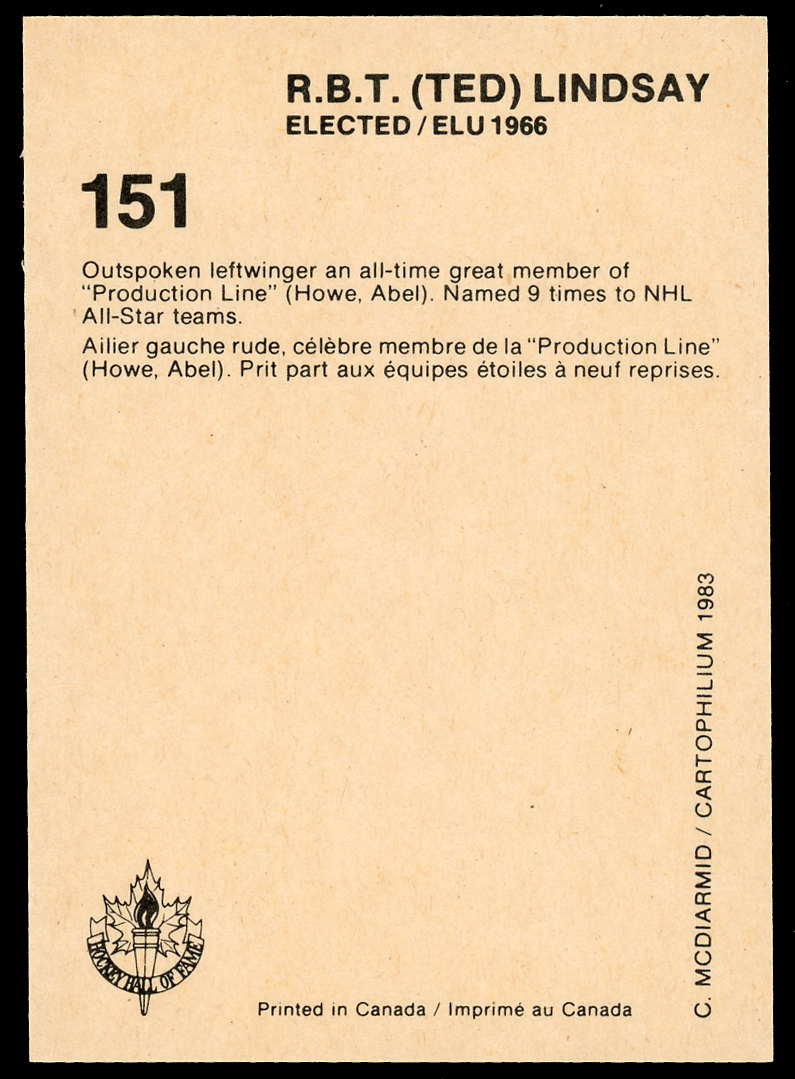 R.B.T. (TED) LINDSAY
ELECTED / ELU 1966
151
Outspoken leftwinger an all-time great member of
“Production Line” (Howe, Abel). Named 9 times to NHL
All-Star teams.
Ailier gauche rude, célèbre membre de la “Production Line”
(Howe, Abel). Prit part aux équipes étoiles à neuf reprises.
C. MCDIARMID / CARTOPHILIUM 1983
HOCKEY HALL OF FAME
Printed in Canada / Imprimé au Canada